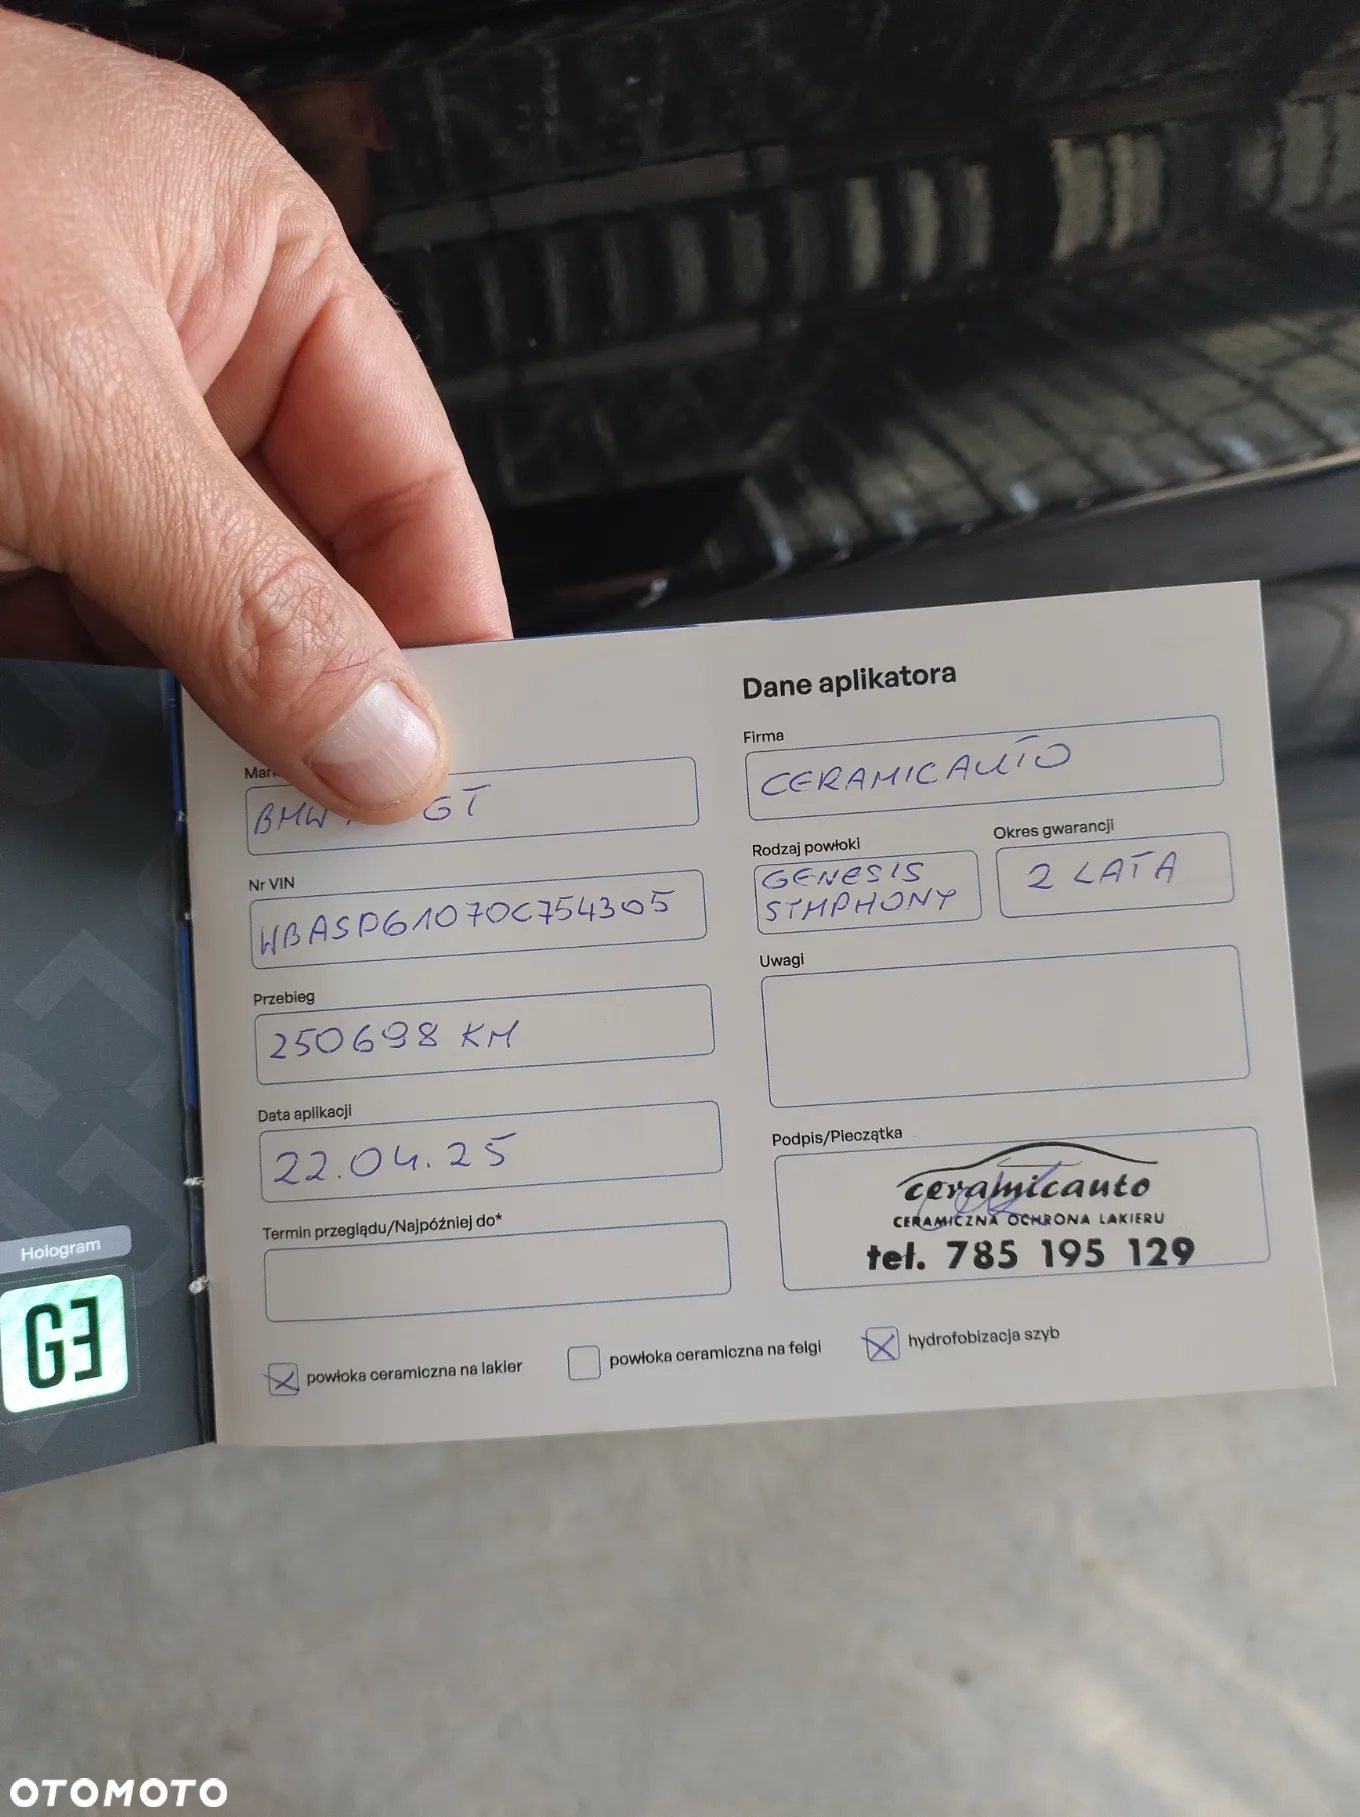 Dane aplikatora
BMW GT
Nr VIN
WBASP61070C754305
Przebieg
250698 KM
Data aplikacji
22.04.25
Termin przeglądu/Najpóźniej do*
Firma
CERAMICAUTO
Rodzaj powłoki
GENESIS
SYMPHONY
Okres gwarancji
2 LATA
Uwagi
Podpis/Pieczątka
ceramicauto
CERAMICZNA OCHRONA LAKIERU
tel. 785 195 129
powłoka ceramiczna na lakier
powłoka ceramiczna na felgi
hydrofobizacja szyb
Hologram
GE
OTOMOTO